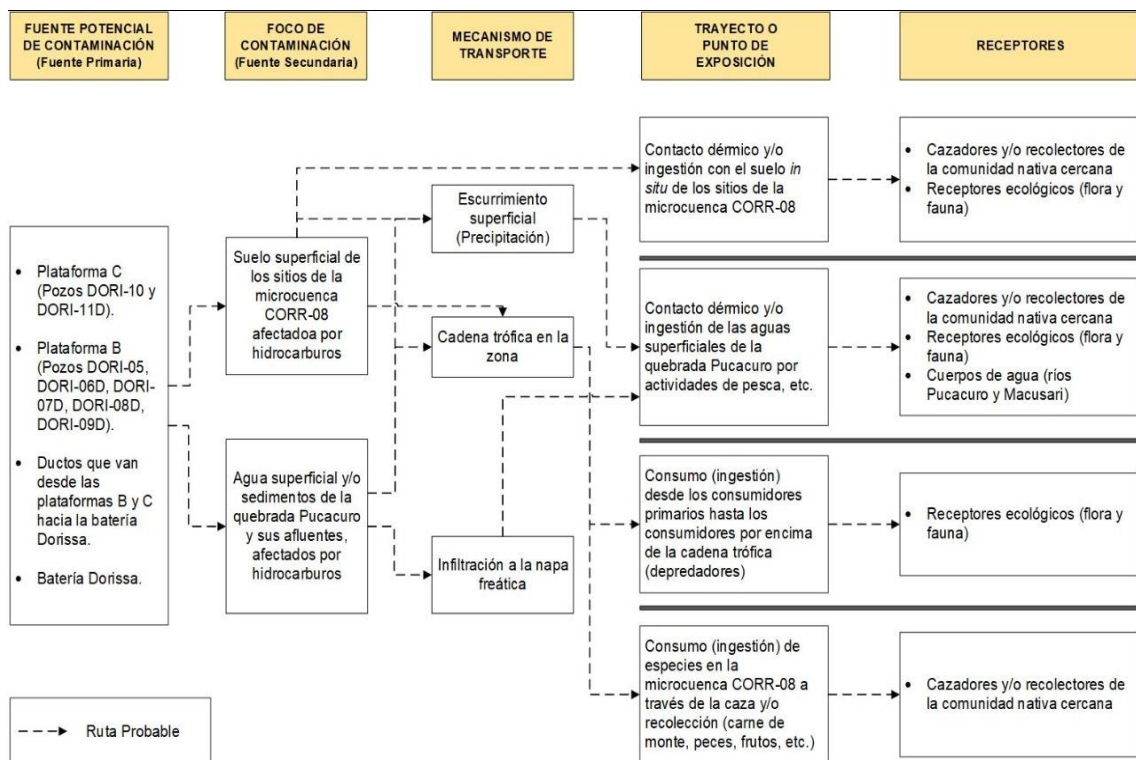 FUENTE POTENCIAL
DE CONTAMINACIÓN
(Fuente Primaria)
FOCO DE
CONTAMINACIÓN
(Fuente Secundaria)
MECANISMO DE
TRANSPORTE
TRAYECTO O
PUNTO DE
EXPOSICIÓN
RECEPTORES
• Plataforma C
(Pozos DORI-10 y
DORI-11D).
• Plataforma B
(Pozos DORI-05,
DORI-06D, DORI-
07D, DORI-08D,
DORI-09D).
• Ductos que van
desde las
plataformas B y C
hacia la batería
Dorissa.
• Batería Dorissa.
Suelo superficial de
los sitios de la
microcuenca
CORR-08
afectadoa por
hidrocarburos
Agua superficial y/o
sedimentos de la
quebrada Pucacuro
y sus afluentes,
afectados por
hidrocarburos
Escurrimiento
superficial
(Precipitación)
Cadena trófica en la
zona
Infiltración a la napa
freática
Contacto dérmico y/o
ingestión con el suelo in
situ de los sitios de la
microcuenca CORR-08
• Cazadores y/o recolectores
de la comunidad nativa
cercana
• Receptores ecológicos (flora y
fauna)
Contacto dérmico y/o
ingestión de las aguas
superficiales de la
quebrada Pucacuro por
actividades de pesca, etc.
• Cazadores y/o recolectores de
la comunidad nativa cercana
• Receptores ecológicos (flora y
fauna)
• Cuerpos de agua (ríos
Pucacuro y Macusari)
Consumo (ingestión)
desde los consumidores
primarios hasta los
consumidores por encima
de la cadena trófica
(depredadores)
• Receptores ecológicos (flora y
fauna)
Consumo (ingestión) de
especies en la
microcuenca CORR-08 a
través de la caza y/o
recolección (carne de
monte, peces, frutos, etc.)
• Cazadores y/o recolectores de
la comunidad nativa cercana
Ruta Probable